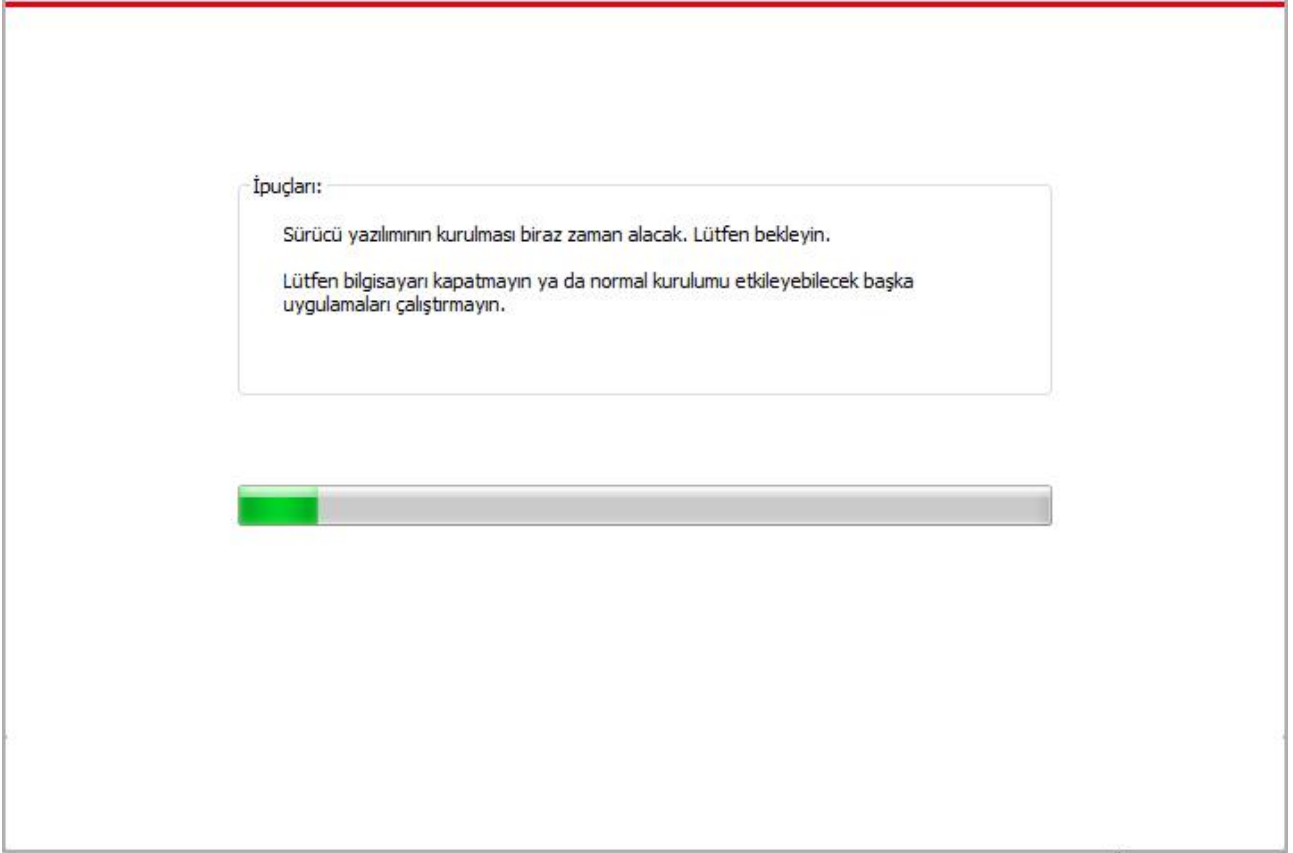 İpuçları:
Sürücü yazılımının kurulması biraz zaman alacak. Lütfen bekleyin.
Lütfen bilgisayarı kapatmayın ya da normal kurulumu etkileyebilecek başka
uygulamaları çalıştırmayın.